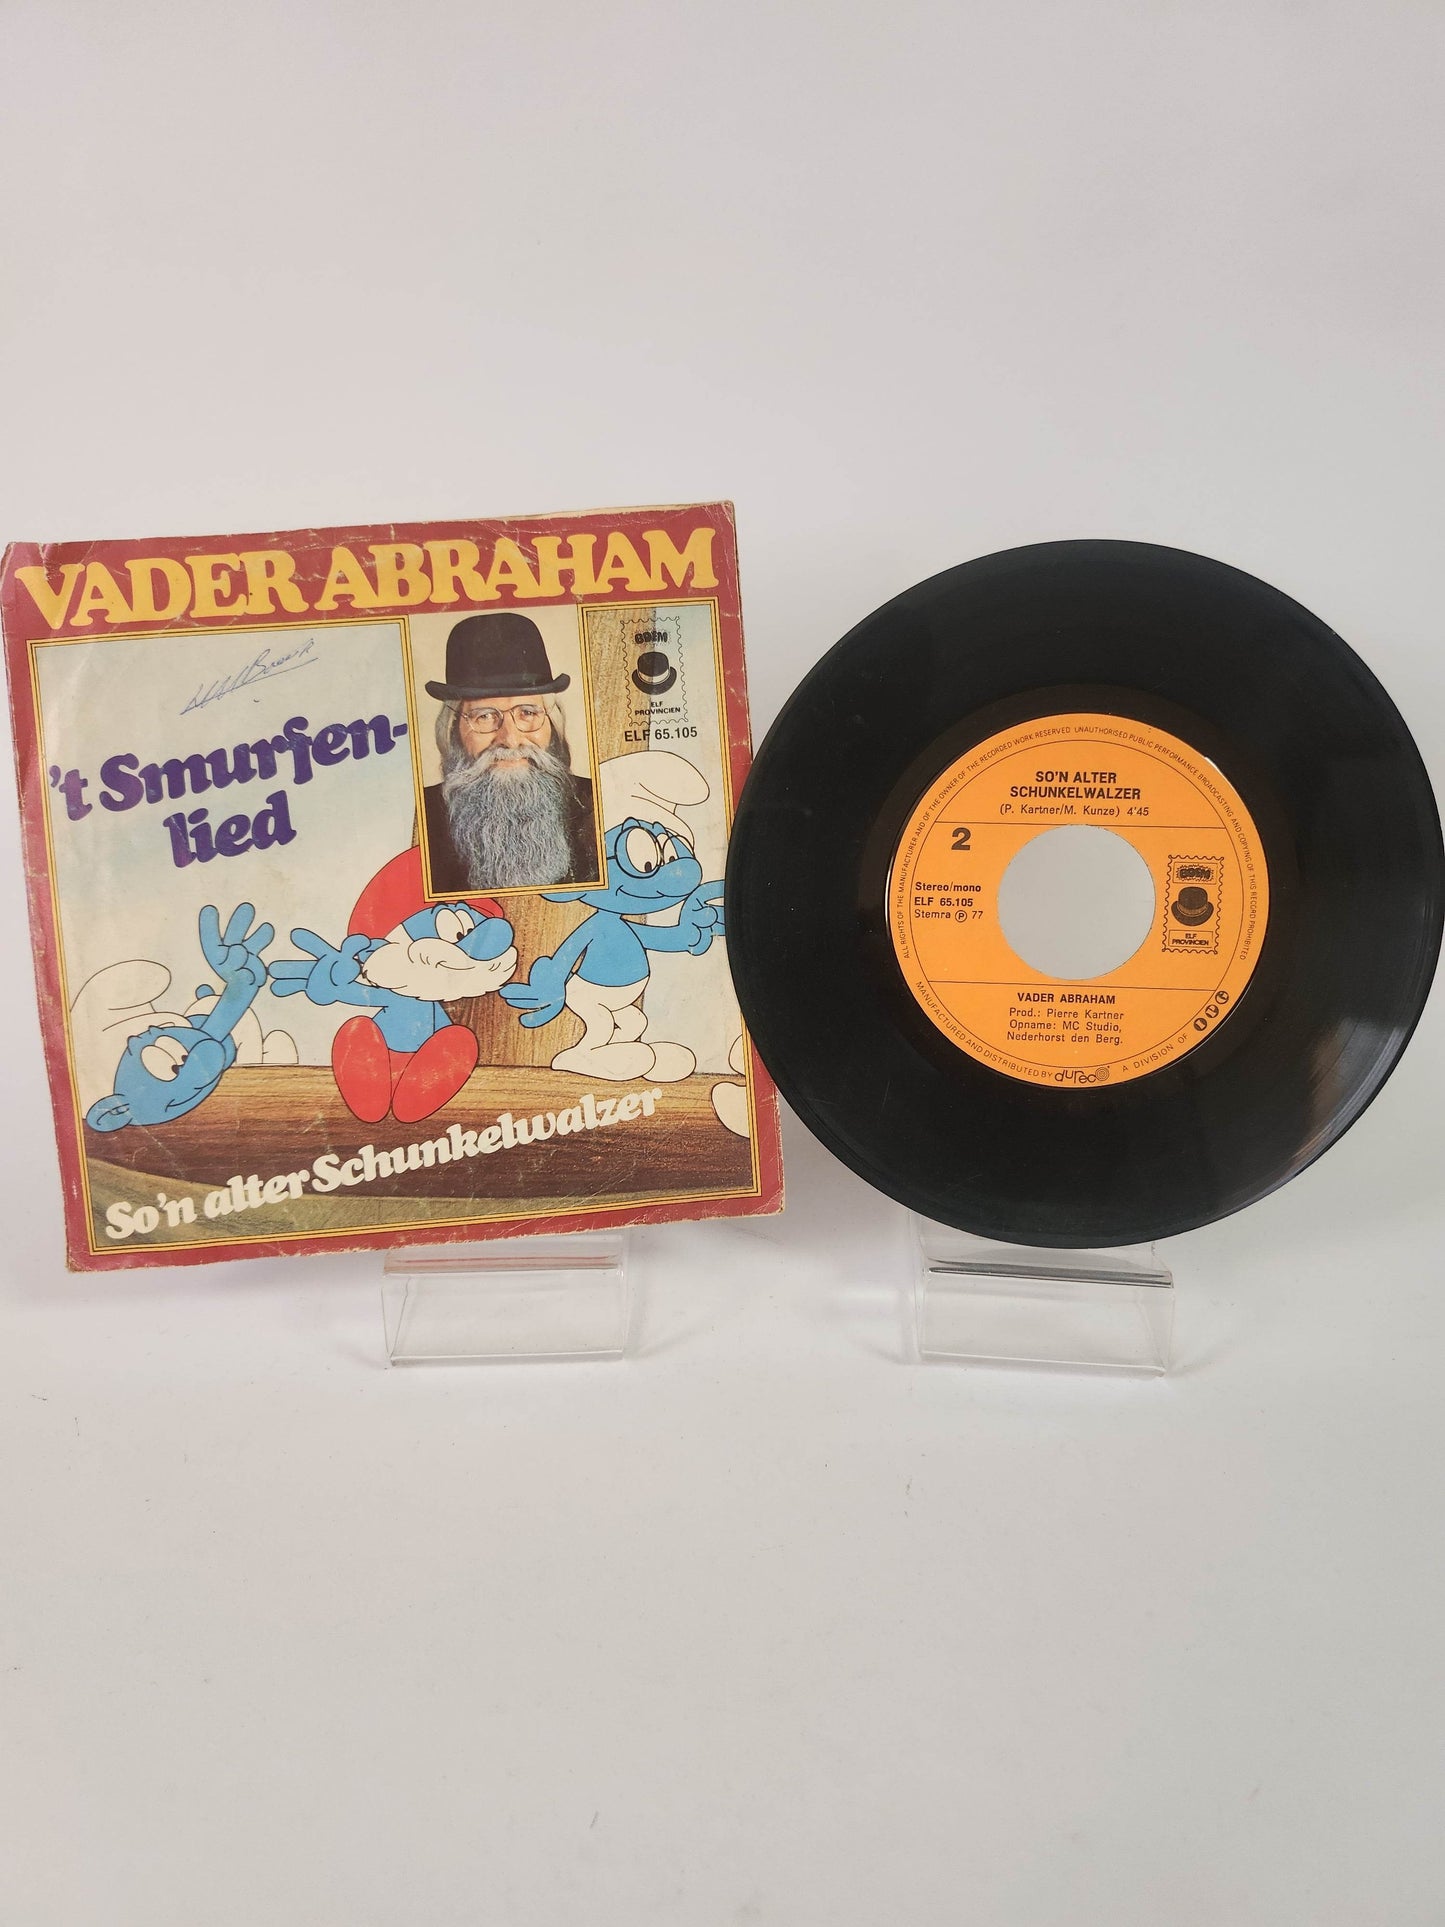 VADER ABRAHAM
't Smurfen-
lied
BDEM
ELF
PROVINCIEN
ELF 65.105
So'n alter Schunkelwalzer
ALL RIGHTS OF THE MANUFACTURER AND OF THE OWNER OF THE RECORDED WORK RESERVED UNAUTHORISED PUBLIC PERFORMANCE BROADCASTING AND COPYING OF THIS RECORD PROHIBITED
SO'N ALTER
SCHUNKELWALZER
(P. Kartner/M. Kunze) 4'45
2
Stereo/mono
ELF 65.105
Stemra Ⓟ 77
BDEM
ELF
PROVINCIEN
VADER ABRAHAM
Prod.: Pierre Kartner
Opname: MC Studio,
Nederhorst den Berg.
MANUFACTURED AND DISTRIBUTED BY dureco A DIVISION OF